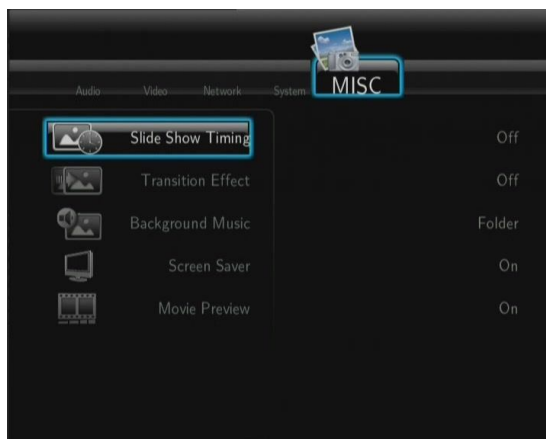 Audio Video Network System MISC
Slide Show Timing Off
Transition Effect Off
Background Music Folder
Screen Saver On
Movie Preview On